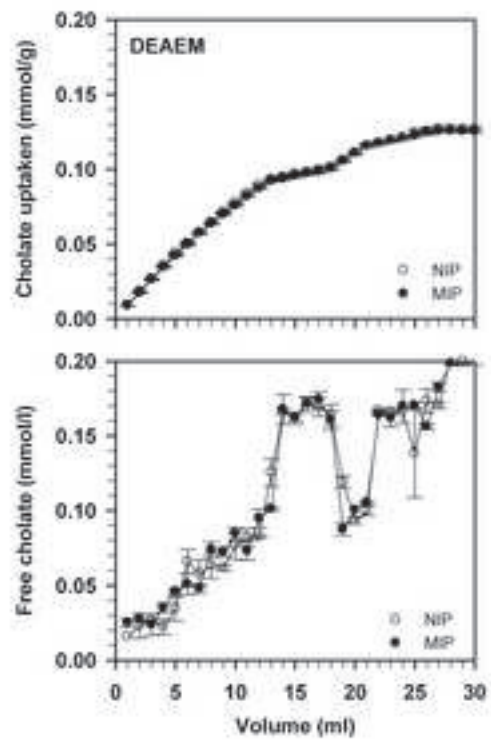 DEAEM
Cholate uptaken (mmol/g)
0.20
0.15
0.10
0.05
0.00
NIP
MIP
Free cholate (mmol/l)
0.20
0.15
0.10
0.05
0.00
NIP
MIP
0 5 10 15 20 25 30
Volume (ml)